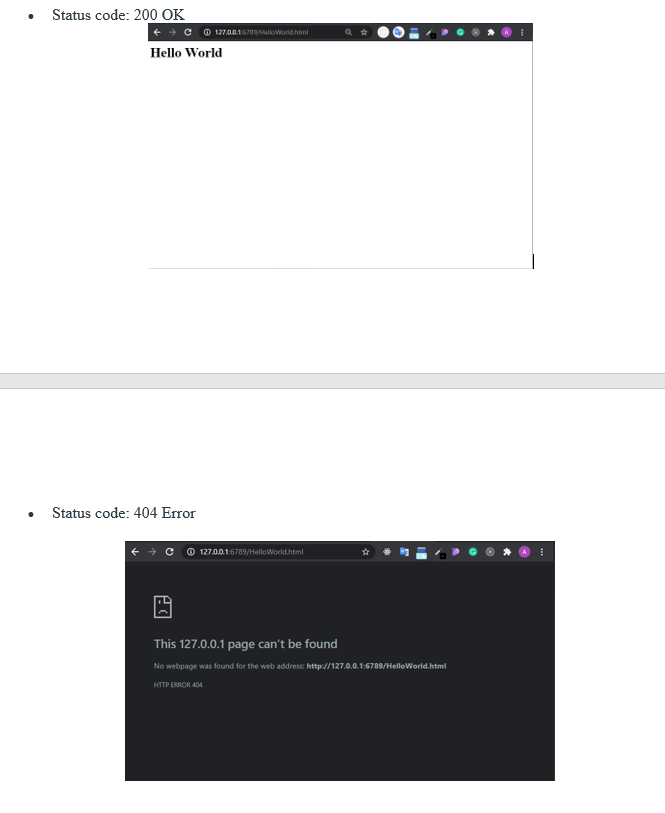 Status code: 200 OK
127.0.0.1:6789/HelloWorld.html
Hello World
Status code: 404 Error
127.0.0.1:6789/HelloWorld.html
A
This 127.0.0.1 page can't be found
No webpage was found for the web address: http://127.0.0.1:6789/HelloWorld.html
HTTP ERROR 404